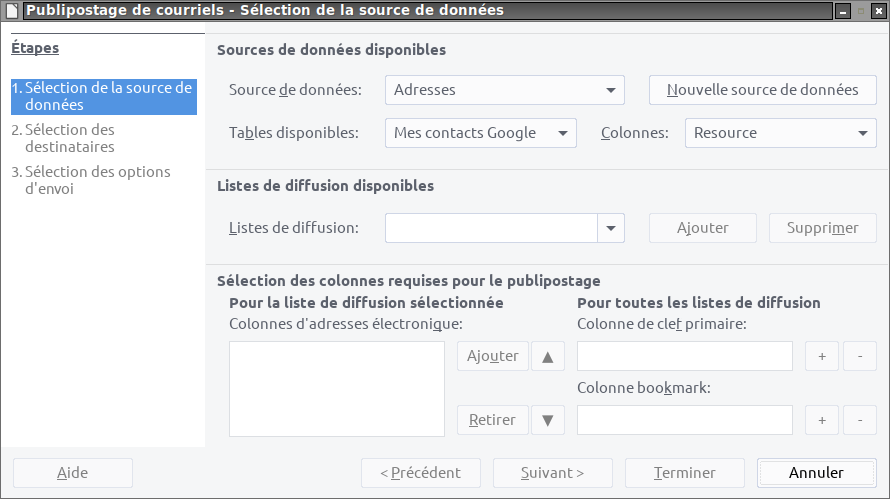 Publipostage de courriels - Sélection de la source de données
Étapes
1. Sélection de la source de
données
2. Sélection des
destinataires
3. Sélection des options
d'envoi
Sources de données disponibles
Source de données: Adresses Nouvelle source de données
Tables disponibles: Mes contacts Google Colonnes: Resource
Listes de diffusion disponibles
Listes de diffusion: Ajouter Supprimer
Sélection des colonnes requises pour le publipostage
Pour la liste de diffusion sélectionnée Pour toutes les listes de diffusion
Colonnes d'adresses électronique: Colonne de clef primaire:
Ajouter ▲ + -
Colonne bookmark:
Retirer ▼ + -
Aide < Précédent Suivant > Terminer Annuler